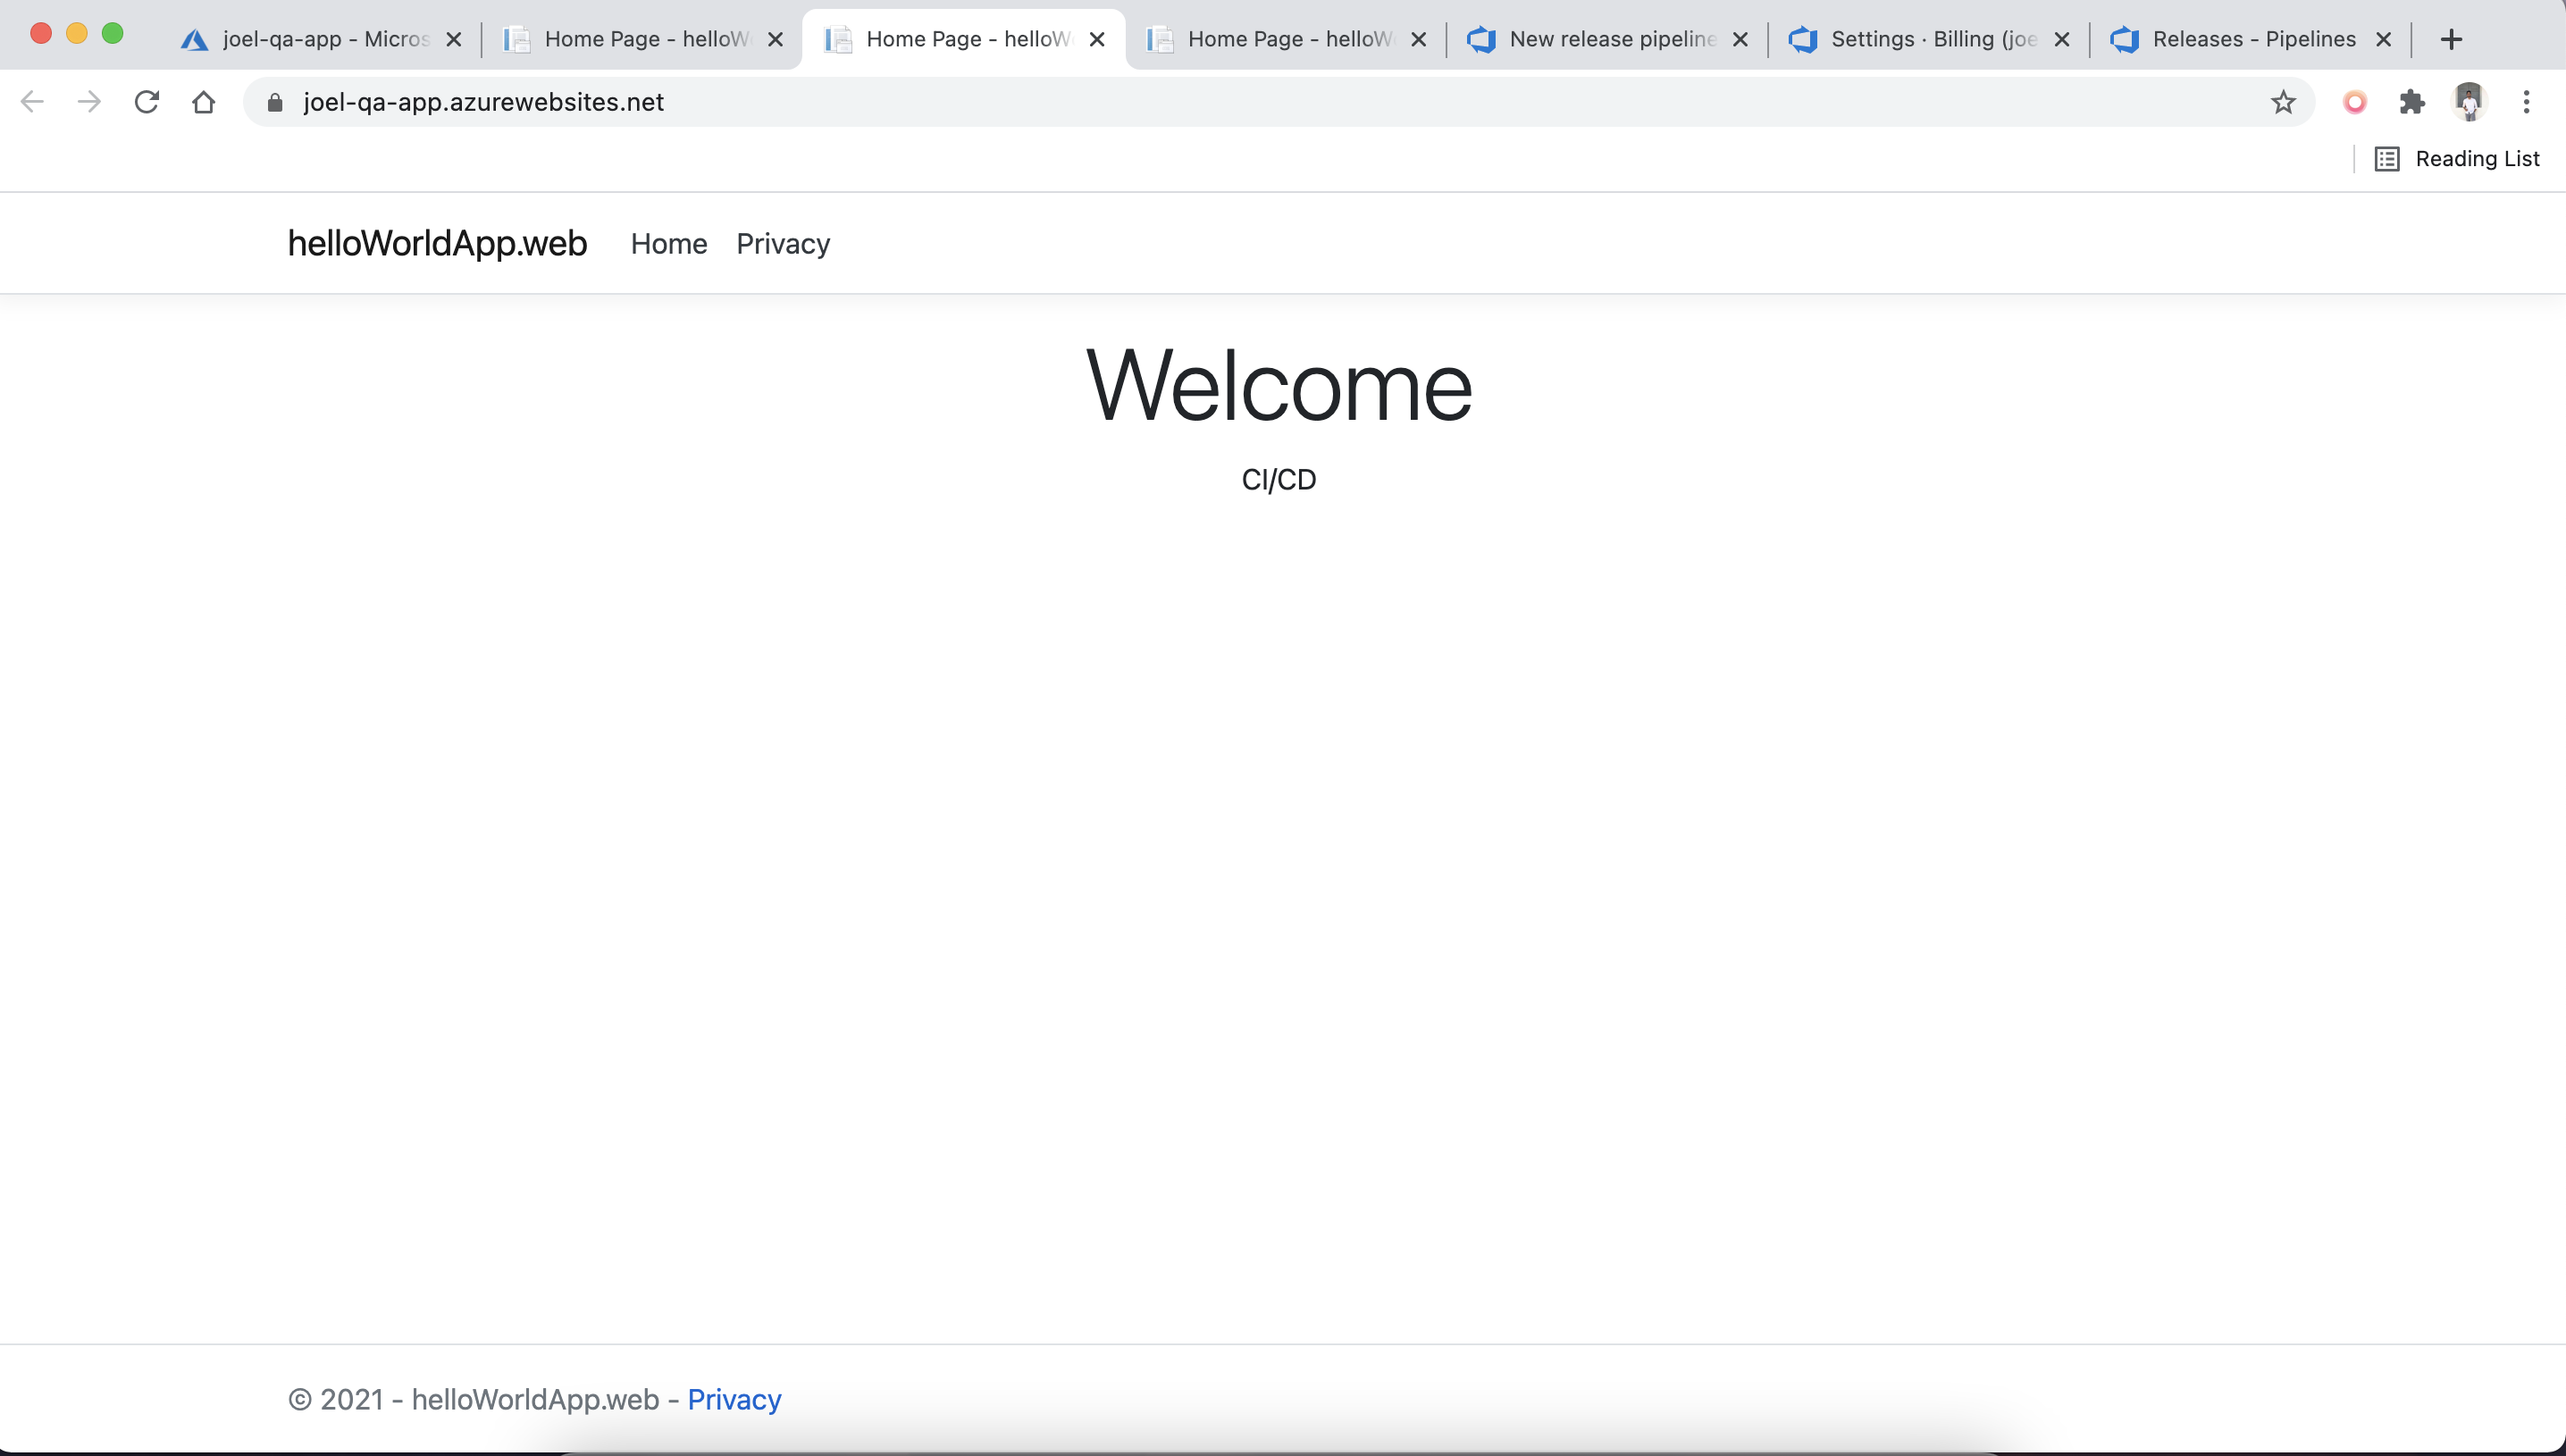 joel-qa-app - Micros
Home Page - helloW
Home Page - helloW
Home Page - helloW
New release pipeline
Settings · Billing (joe
Releases - Pipelines
joel-qa-app.azurewebsites.net
Reading List
helloWorldApp.web Home Privacy
Welcome
CI/CD
© 2021 - helloWorldApp.web - Privacy